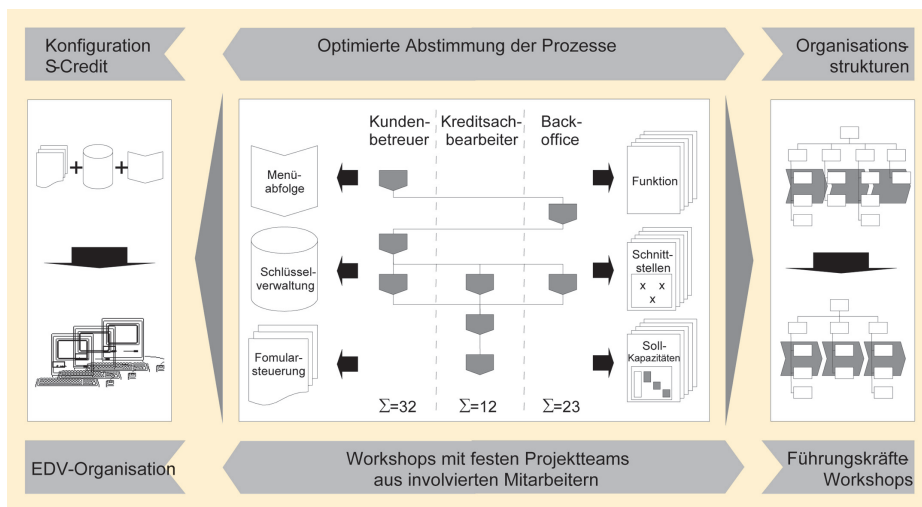 Konfiguration
S-Credit
Optimierte Abstimmung der Prozesse
Organisations-
strukturen
Kunden-
betreuer
Kreditsach-
bearbeiter
Back-
office
Menü-
abfolge
Funktion
+
+
Schlüssel-
verwaltung
Schnitt-
stellen
x x
x
Fomular-
steuerung
Soll-
Kapazitäten
Σ=32
Σ=12
Σ=23
EDV-Organisation
Workshops mit festen Projektteams
aus involvierten Mitarbeitern
Führungskräfte
Workshops